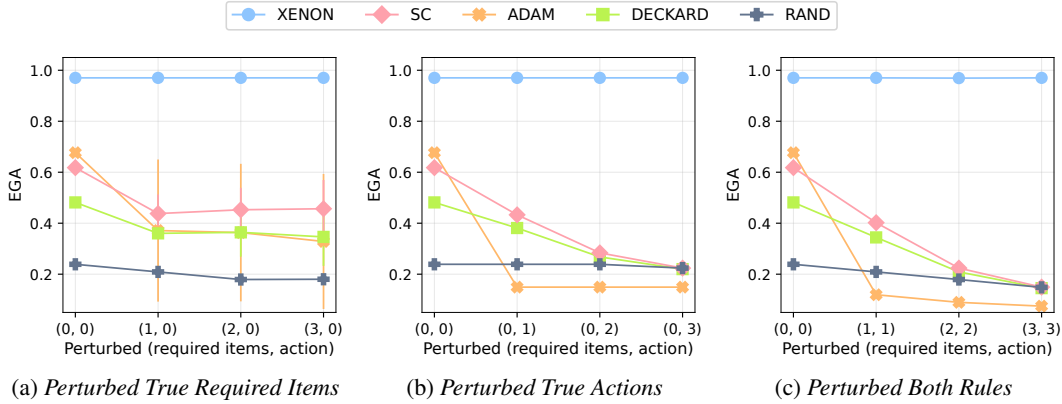 XENON SC ADAM DECKARD RAND
1.0
0.8
0.6
0.4
0.2
EGA
(0, 0) (1, 0) (2, 0) (3, 0)
Perturbed (required items, action)
(a) Perturbed True Required Items
1.0
0.8
0.6
0.4
0.2
EGA
(0, 0) (0, 1) (0, 2) (0, 3)
Perturbed (required items, action)
(b) Perturbed True Actions
1.0
0.8
0.6
0.4
0.2
EGA
(0, 0) (1, 1) (2, 2) (3, 3)
Perturbed (required items, action)
(c) Perturbed Both Rules